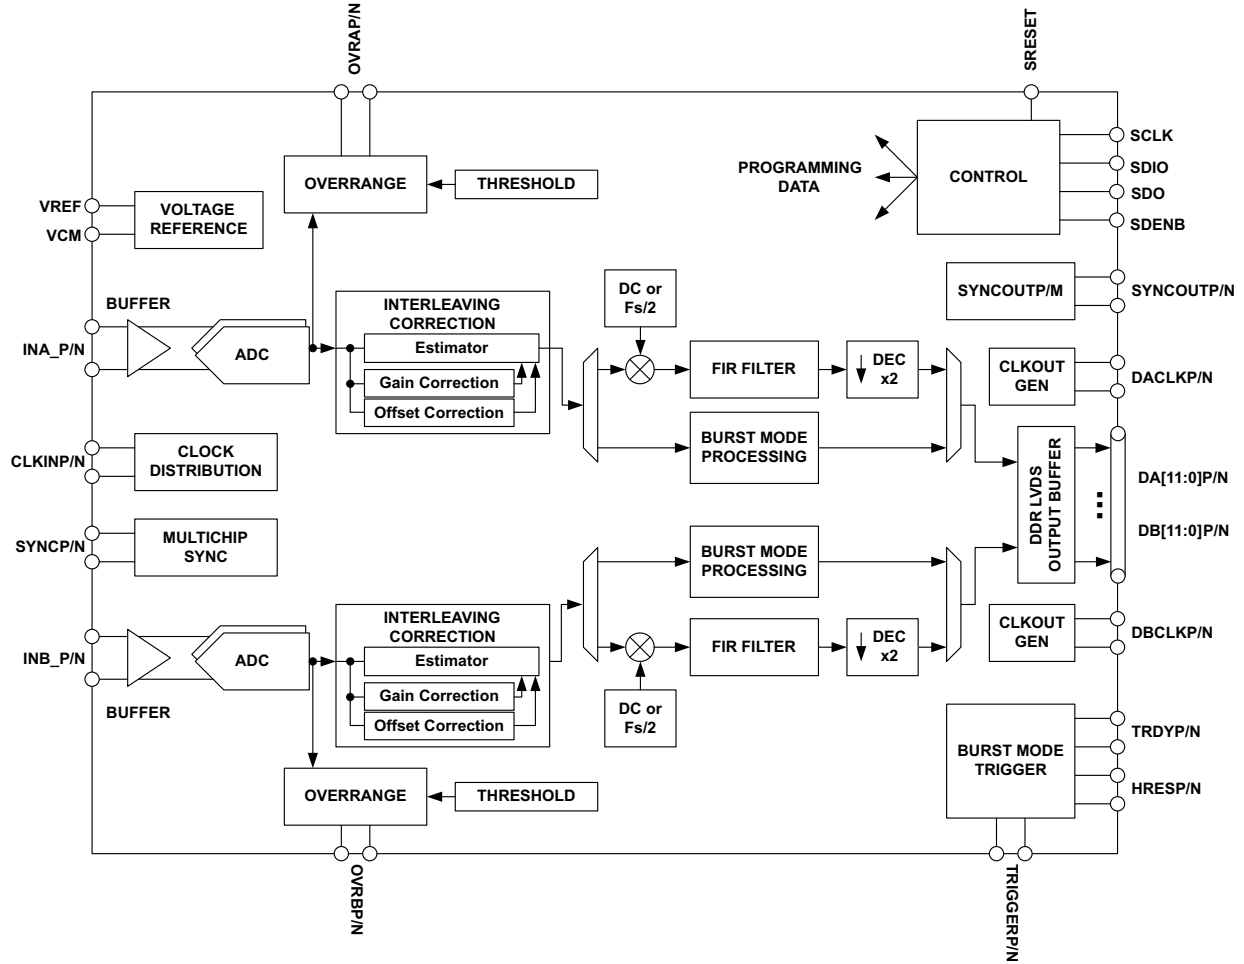 OVRAP/N
SRESET
SCLK
SDIO
SDO
SDENB
CONTROL
PROGRAMMING
DATA
OVERRANGE
THRESHOLD
VREF
VCM
VOLTAGE
REFERENCE
SYNCOUTP/M
SYNCOUTP/N
BUFFER
INA_P/N
ADC
INTERLEAVING
CORRECTION
Estimator
Gain Correction
Offset Correction
DC or
Fs/2
FIR FILTER
DEC
x2
CLKOUT
GEN
DACLKP/N
BURST MODE
PROCESSING
CLKINP/N
CLOCK
DISTRIBUTION
DDR LVDS
OUTPUT BUFFER
...
DA[11:0]P/N
DB[11:0]P/N
SYNCP/N
MULTICHIP
SYNC
BURST MODE
PROCESSING
INB_P/N
ADC
BUFFER
INTERLEAVING
CORRECTION
Estimator
Gain Correction
Offset Correction
FIR FILTER
DEC
x2
DC or
Fs/2
CLKOUT
GEN
DBCLKP/N
BURST MODE
TRIGGER
TRDYP/N
HRESP/N
OVERRANGE
THRESHOLD
OVRBP/N
TRIGGERP/N